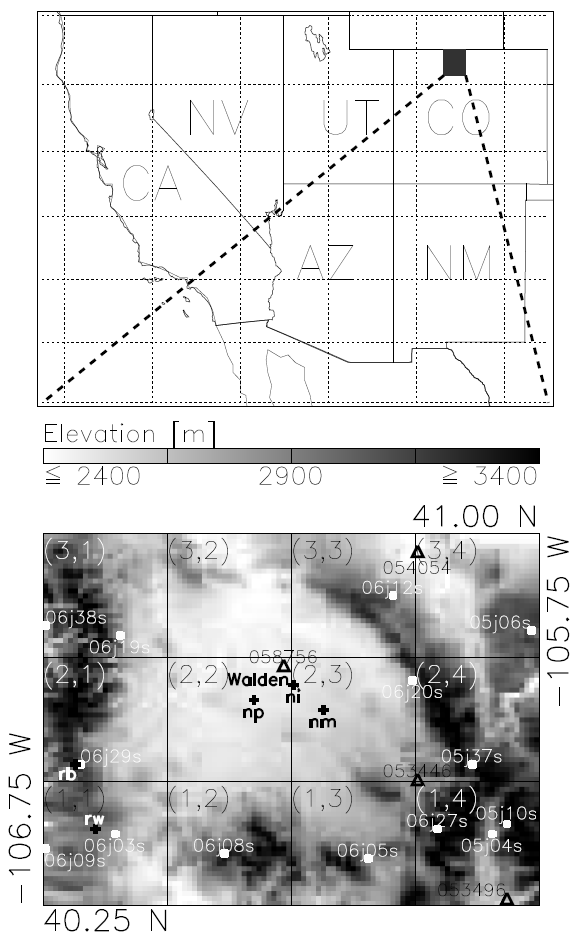 NV
UT
CO
CA
AZ
NM
Elevation [m]
≤ 2400 2900 ≥ 3400
41.00 N
(3,1) (3,2) (3,3) (3,4)
054054
06j12s
06j38s
05j06s
06j19s
-105.75 W
058756
(2,1) (2,2) (2,3) (2,4)
Walden
ni
06j20s
np
nm
06j29s
05j37s
rb
053446
(1,1) (1,2) (1,3) (1,4)
rw
05j10s
06j27s
06j03s
06j08s
06j05s
05j04s
06j09s
053496
-106.75 W
40.25 N